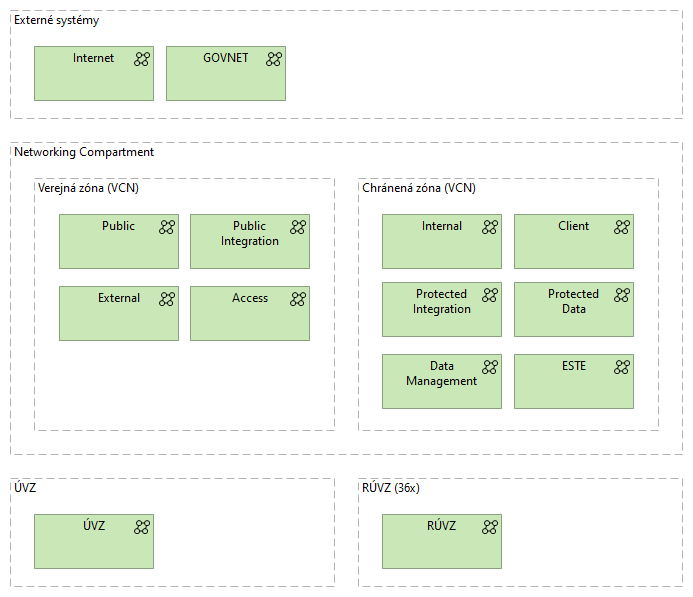 Externé systémy
Internet
GOVNET
Networking Compartment
Verejná zóna (VCN)
Public
Public
Integration
External
Access
Chránená zóna (VCN)
Internal
Client
Protected
Integration
Protected
Data
Data
Management
ESTE
ÚVZ
ÚVZ
RÚVZ (36x)
RÚVZ